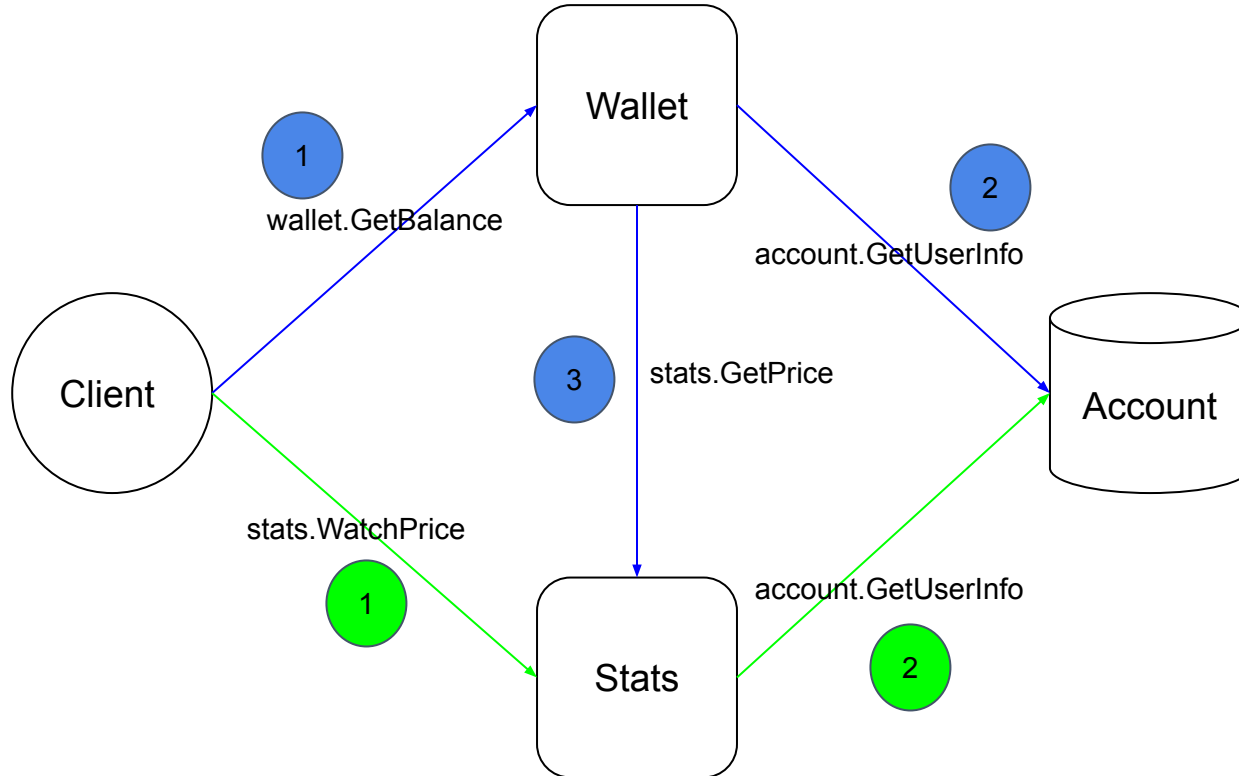 Wallet
1
wallet.GetBalance
2
account.GetUserInfo
Client
3
stats.GetPrice
Account
stats.WatchPrice
1
account.GetUserInfo
2
Stats